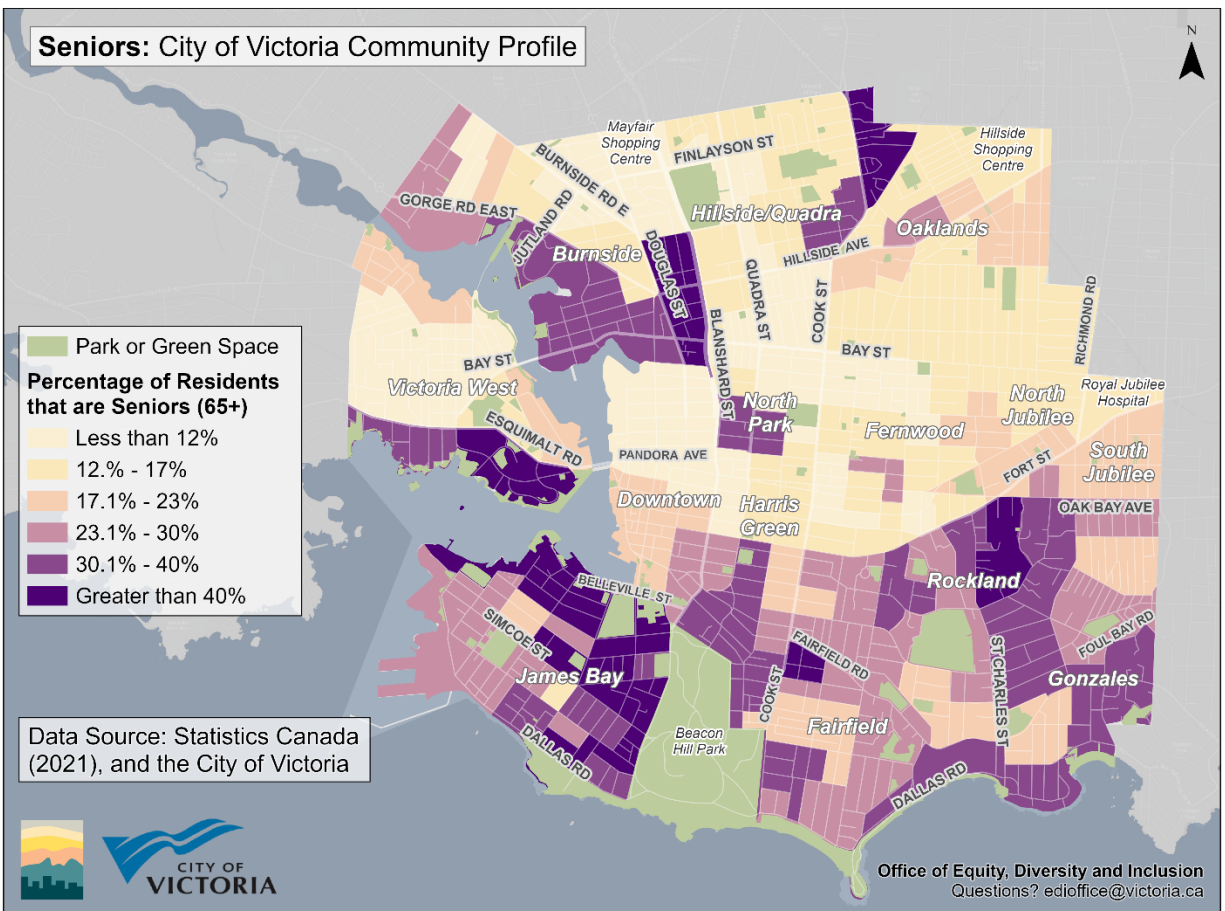 Seniors: City of Victoria Community Profile
N
Mayfair
Shopping
Centre
FINLAYSON ST
Hillside
Shopping
Centre
BURNSIDE RD E
GORGE RD EAST
JUTLAND RD
Hillside/Quadra
Oaklands
Burnside
DOUGLAS ST
HILLSIDE AVE
QUADRA ST
COOK ST
RICHMOND RD
BLANSHARD ST
BAY ST
BAY ST
Victoria West
North
Park
North
Jubilee
Royal Jubilee
Hospital
Fernwood
ESQUIMALT RD
PANDORA AVE
FORT ST
South
Jubilee
Downtown
Harris
Green
OAK BAY AVE
Rockland
BELLEVILLE ST
SIMCOE ST
FAIRFIELD RD
ST CHARLES ST
FOUL BAY RD
James Bay
COOK ST
Gonzales
Fairfield
Beacon
Hill Park
DALLAS RD
DALLAS RD
Park or Green Space
Percentage of Residents
that are Seniors (65+)
Less than 12%
12.% - 17%
17.1% - 23%
23.1% - 30%
30.1% - 40%
Greater than 40%
Data Source: Statistics Canada
(2021), and the City of Victoria
CITY OF
VICTORIA
Office of Equity, Diversity and Inclusion
Questions? edioffice@victoria.ca